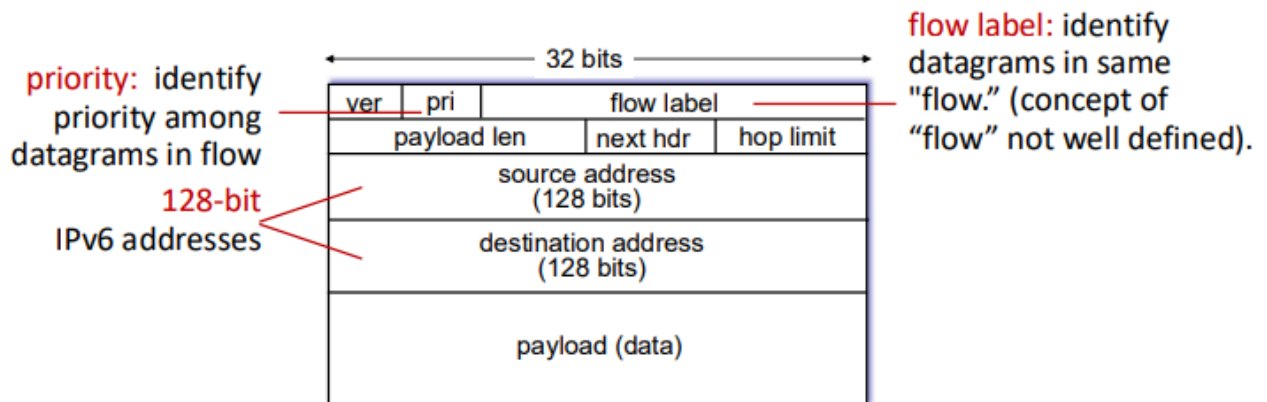 32 bits
priority: identify
priority among
datagrams in flow
128-bit
IPv6 addresses
ver pri flow label
payload len next hdr hop limit
source address
(128 bits)
destination address
(128 bits)
payload (data)
flow label: identify
datagrams in same
"flow.” (concept of
“flow” not well defined).